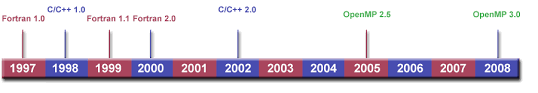 Fortran 1.0
C/C++ 1.0
Fortran 1.1
Fortran 2.0
C/C++ 2.0
OpenMP 2.5
OpenMP 3.0
1997 1998 1999 2000 2001 2002 2003 2004 2005 2006 2007 2008